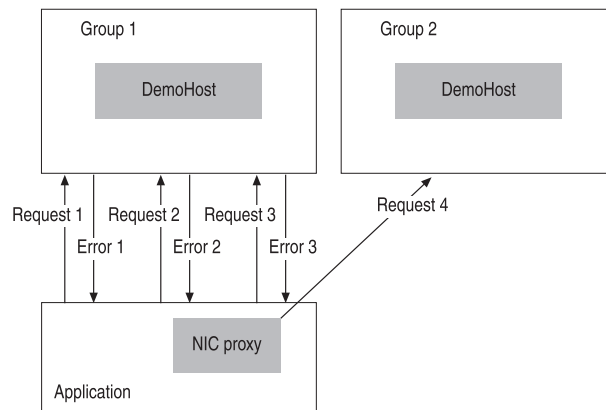 Group 1
Group 2
DemoHost
DemoHost
Request 1
Request 2
Request 3
Request 4
Error 1
Error 2
Error 3
NIC proxy
Application